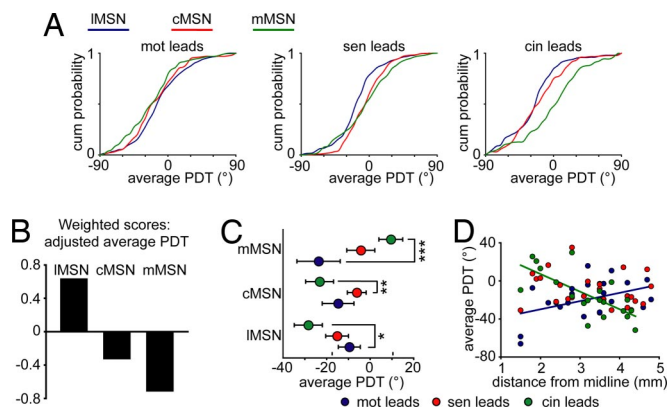 A
lMSN cMSN mMSN
mot leads sen leads cin leads
cum probability cum probability cum probability
1 1 1
0 0 0
-90 0 90 -90 0 90 -90 0 90
average PDT (°) average PDT (°) average PDT (°)
B
Weighted scores:
adjusted average PDT
lMSN cMSN mMSN
0.8
0.4
0
-0.4
-0.8
C
mMSN
cMSN
lMSN
***
**
*
-40 -20 0 10 20
average PDT (°)
D
average PDT (°)
40
0
-40
-80
1 2 3 4 5
distance from midline (mm)
mot leads sen leads cin leads